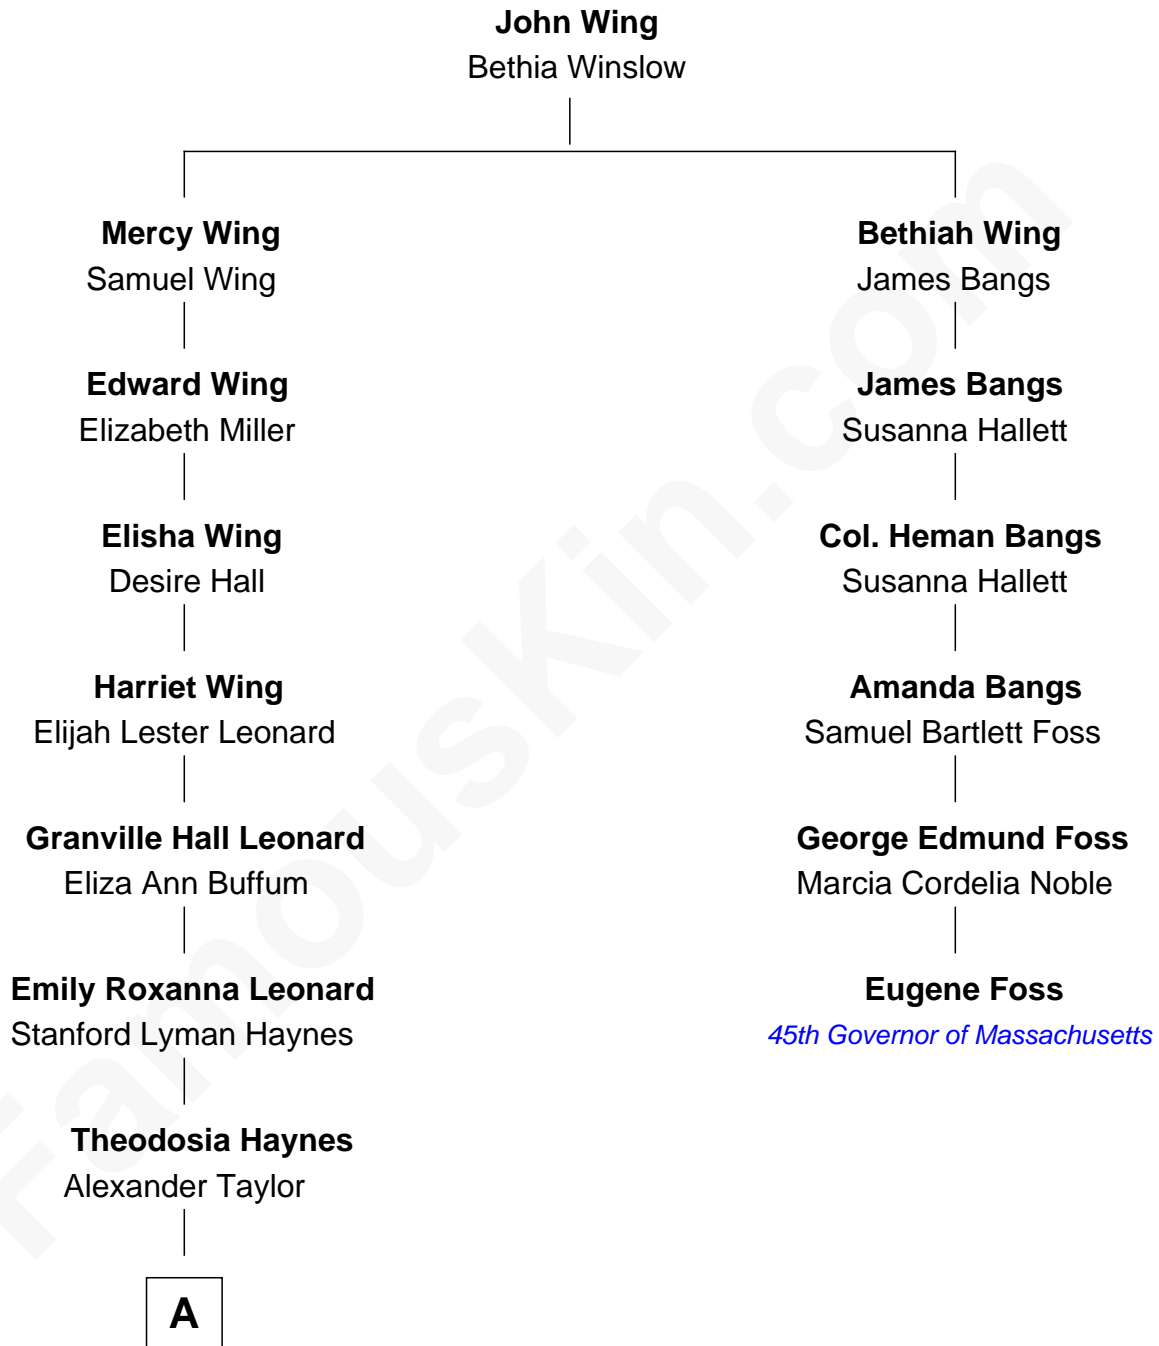 John Wing
Bethia Winslow
Mercy Wing
Samuel Wing
Bethiah Wing
James Bangs
Edward Wing
Elizabeth Miller
James Bangs
Susanna Hallett
Elisha Wing
Desire Hall
Col. Heman Bangs
Susanna Hallett
Harriet Wing
Elijah Lester Leonard
Amanda Bangs
Samuel Bartlett Foss
Granville Hall Leonard
Eliza Ann Buffum
George Edmund Foss
Marcia Cordelia Noble
Emily Roxanna Leonard
Stanford Lyman Haynes
Eugene Foss
45th Governor of Massachusetts
Theodosia Haynes
Alexander Taylor
A
FamousKin.com